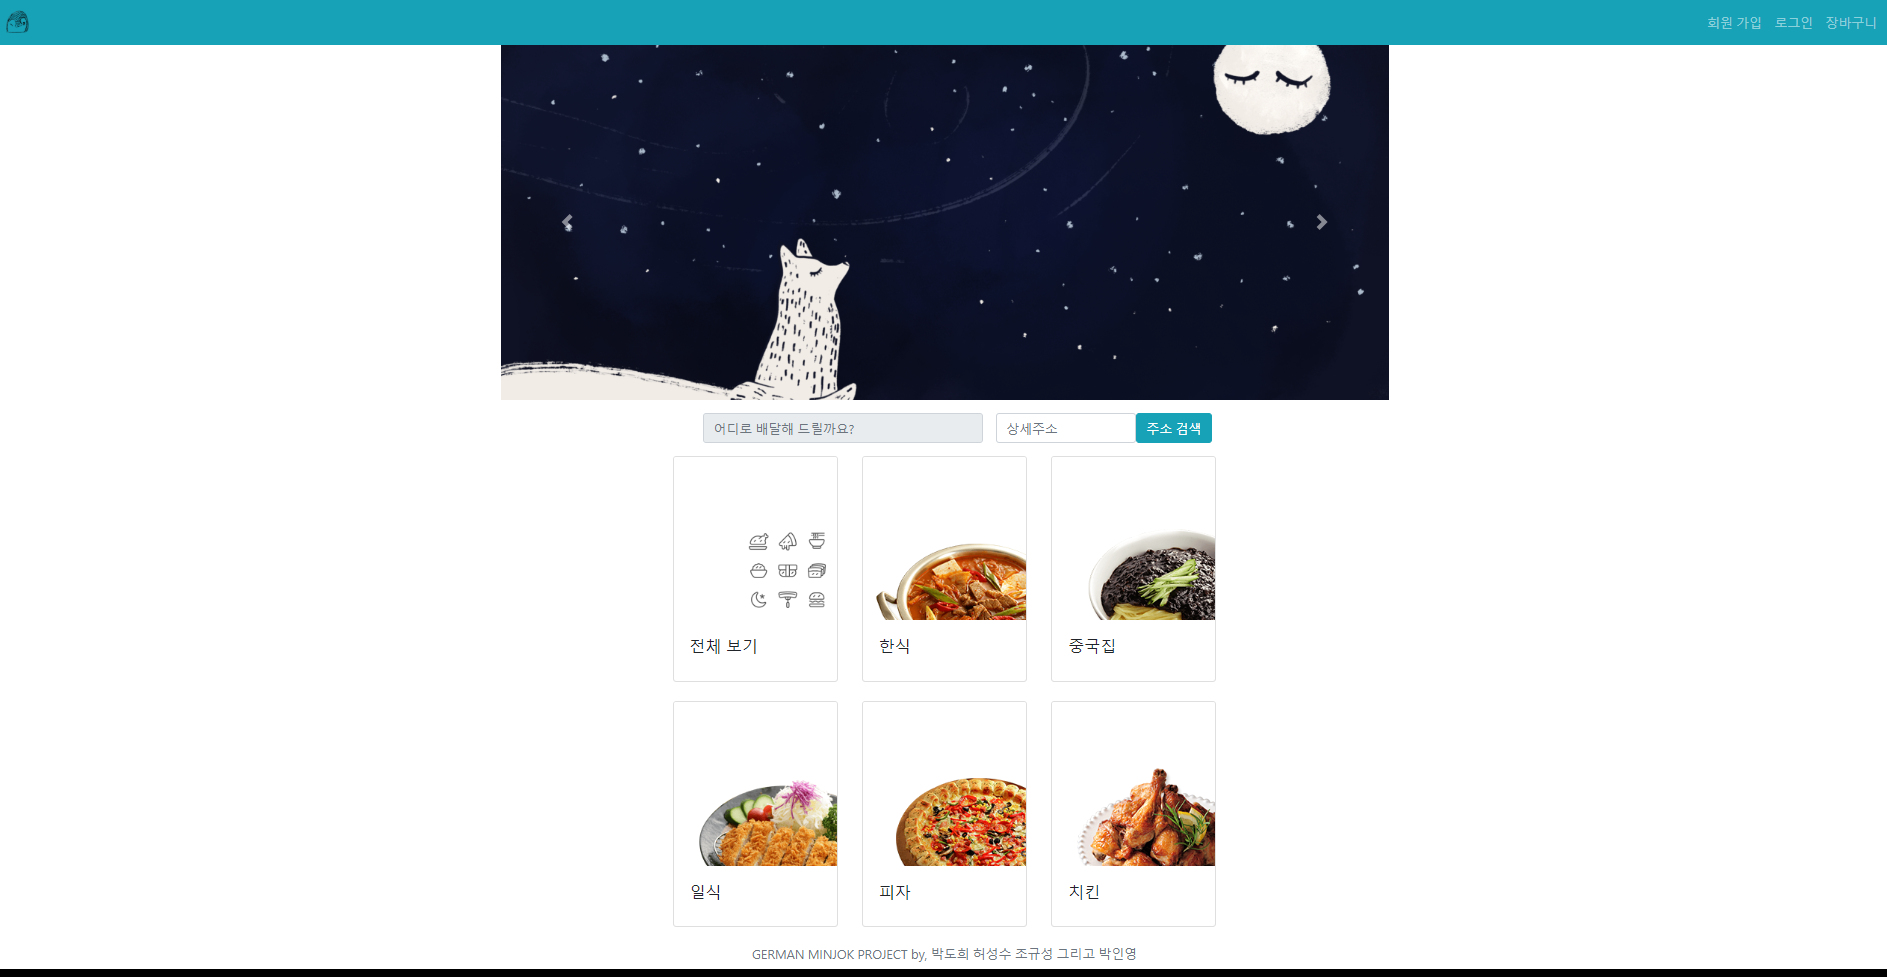 회원 가입 로그인 장바구니
어디로 배달해 드릴까요? 상세주소 주소 검색
전체 보기 한식 중국집
일식 피자 치킨
GERMAN MINJOK PROJECT by, 박도희 허성수 조규성 그리고 박인영